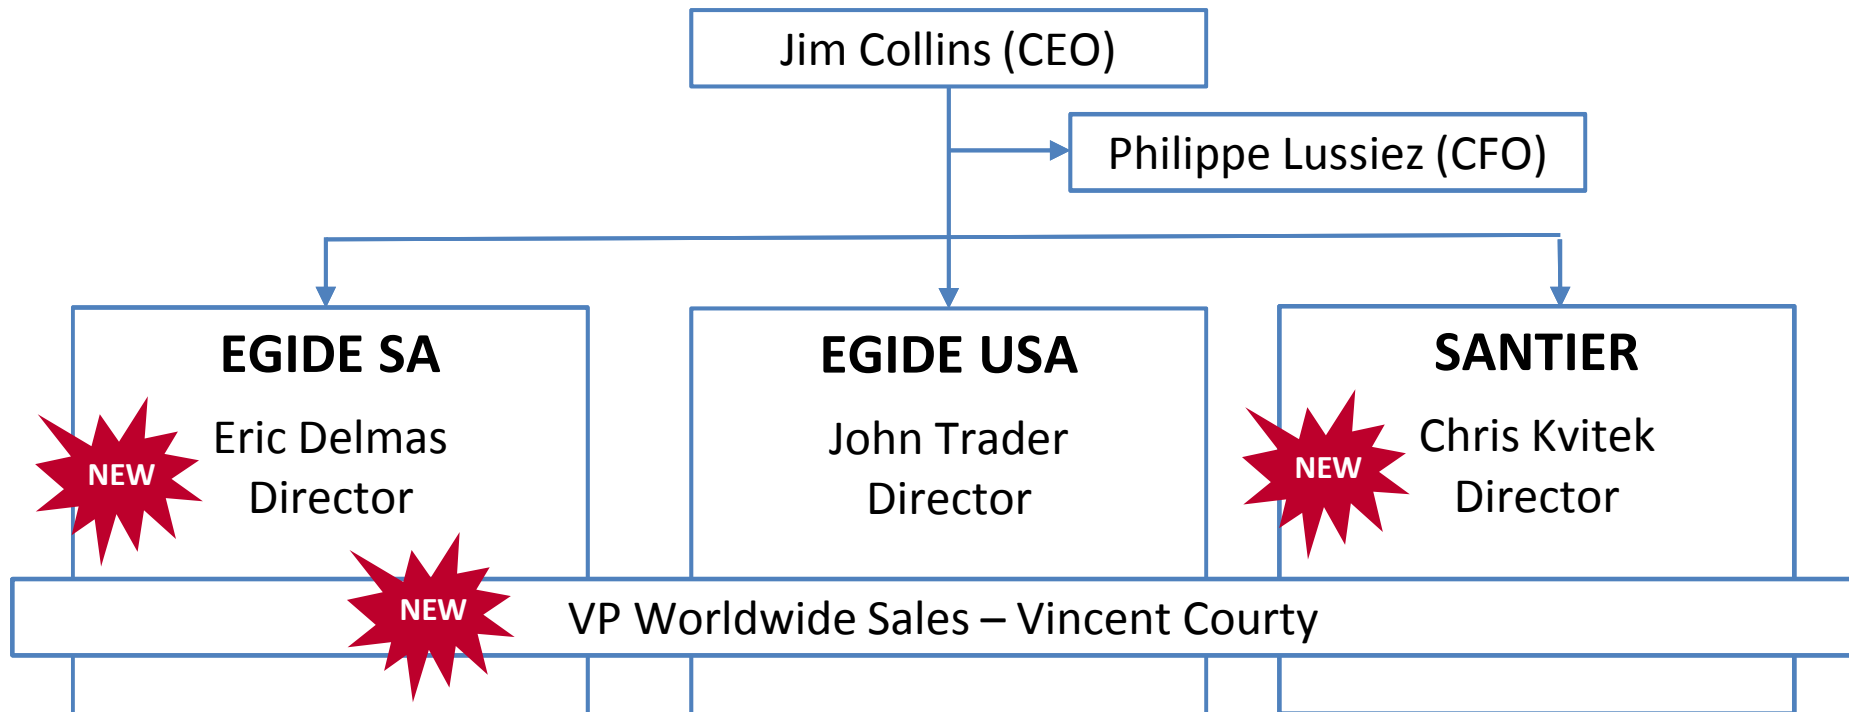 Jim Collins (CEO)
Philippe Lussiez (CFO)
EGIDE SA
NEW
Eric Delmas
Director
EGIDE USA
John Trader
Director
SANTIER
NEW
Chris Kvitek
Director
NEW
VP Worldwide Sales – Vincent Courty